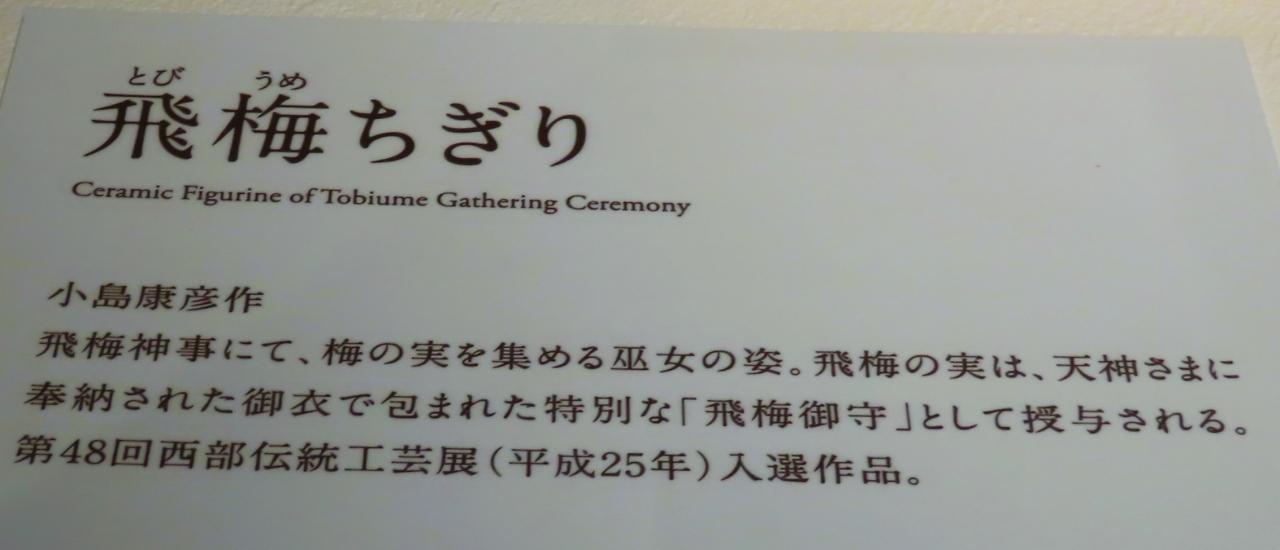 とび うめ
飛梅ちぎり
Ceramic Figurine of Tobiume Gathering Ceremony
小島康彦作
飛梅神事にて、梅の実を集める巫女の姿。飛梅の実は、天神さまに
奉納された御衣で包まれた特別な「飛梅御守」として授与される。
第48回西部伝統工芸展(平成25年)入選作品。